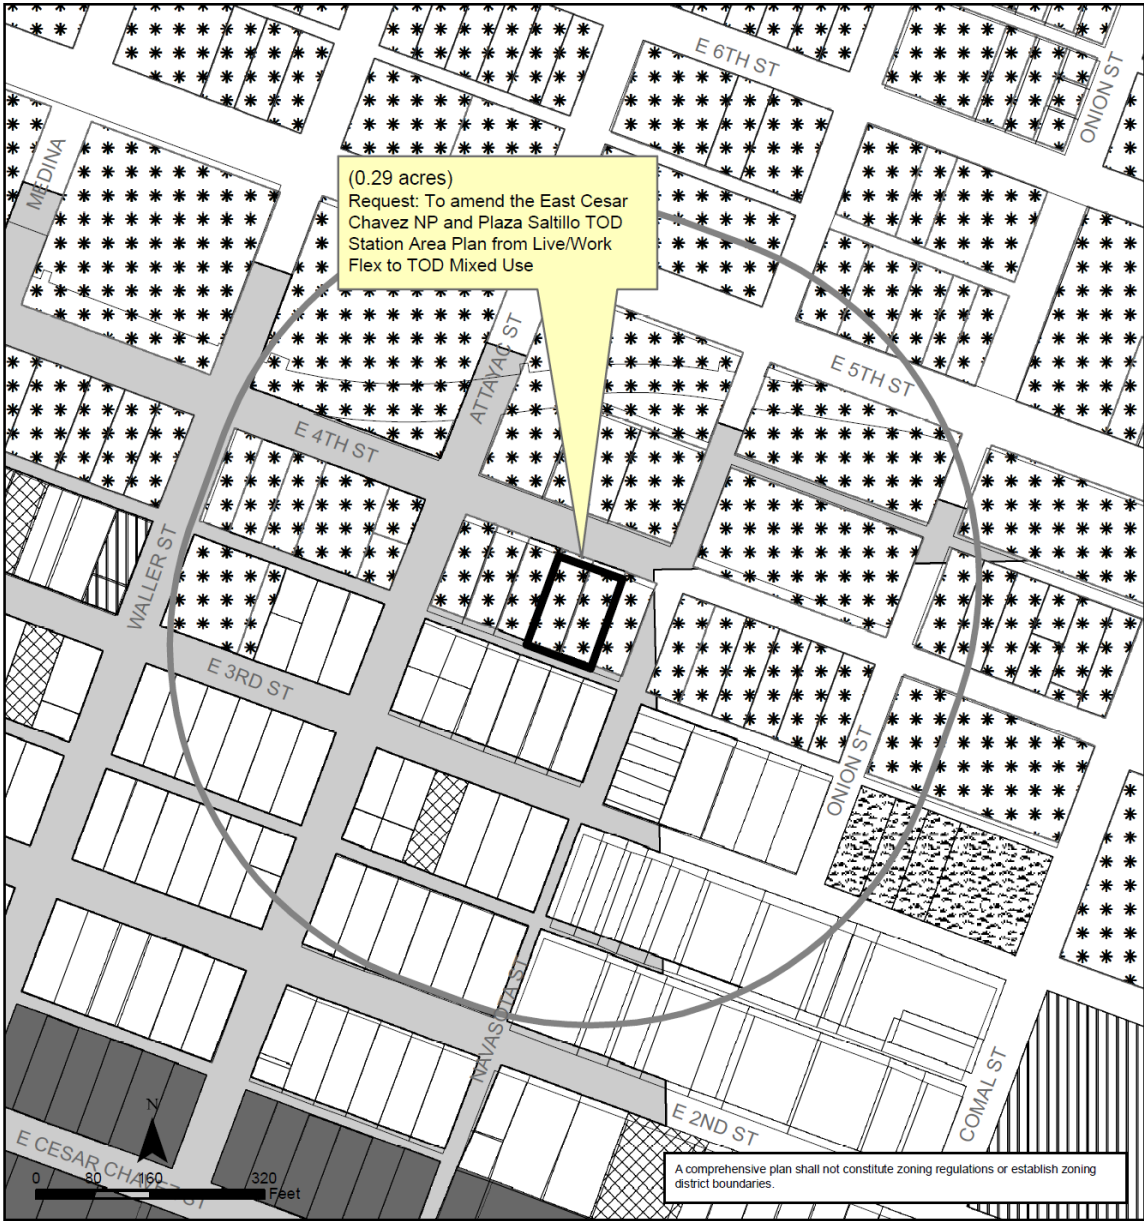 E 6TH ST
ONION ST
MEDINA
(0.29 acres)
Request: To amend the East Cesar
Chavez NP and Plaza Saltillo TOD
Station Area Plan from Live/Work
Flex to TOD Mixed Use
ATTAYAC ST
E 5TH ST
E 4TH ST
WALLER ST
E 3RD ST
ONION ST
NAVASOTA ST
COMAL ST
E 2ND ST
N
E CESAR CHAVEZ ST
0 80 160 320
Feet
A comprehensive plan shall not constitute zoning regulations or establish zoning
district boundaries.